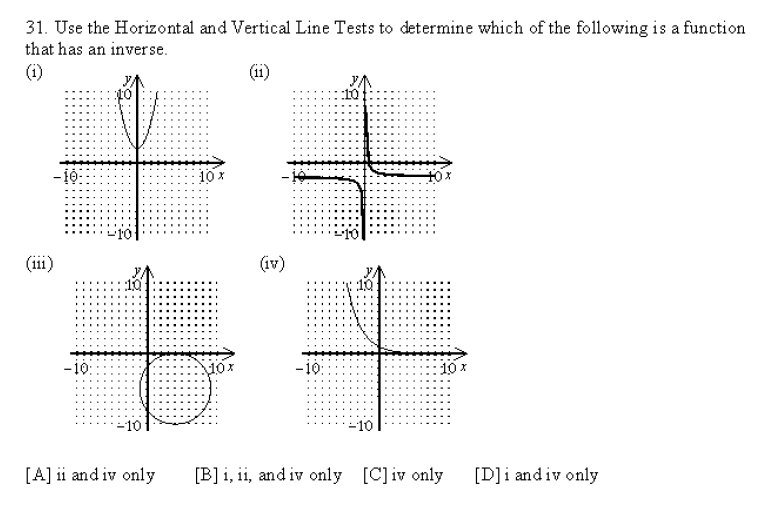 31. Use the Horizontal and Vertical Line Tests to determine which of the following is a function
that has an inverse.
(i) (ii)
y y
10 10
-10 10 x -10 10 x
-10 -10
(iii) (iv)
y y
10 10
-10 10 x -10 10 x
-10 -10
[A] ii and iv only [B] i, ii, and iv only [C] iv only [D] i and iv only